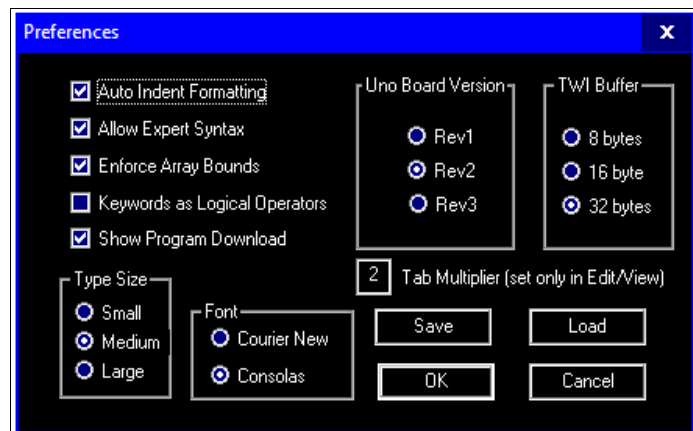 Preferences
x
Auto Indent Formatting
Allow Expert Syntax
Enforce Array Bounds
Keywords as Logical Operators
Show Program Download
Uno Board Version
Rev1
Rev2
Rev3
TWI Buffer
8 bytes
16 byte
32 bytes
2 Tab Multiplier (set only in Edit/View)
Type Size
Small
Medium
Large
Font
Courier New
Consolas
Save
Load
OK
Cancel